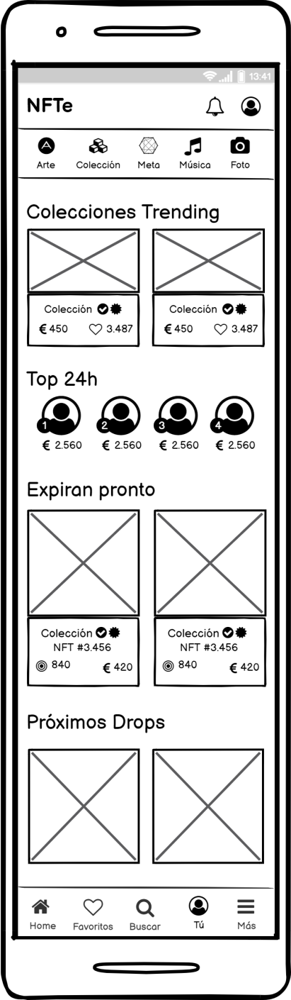 13:41
NFTe
Arte Colección Meta Música Foto
Colecciones Trending
Colección Colección
€ 450 3.487 € 450 3.487
Top 24h
1 2 3 4
€ 2.560 € 2.560 € 2.560 € 2.560
Expiran pronto
Colección Colección
NFT #3.456 NFT #3.456
840 € 420 840 € 420
Próximos Drops
Home Favoritos Buscar Tú Más